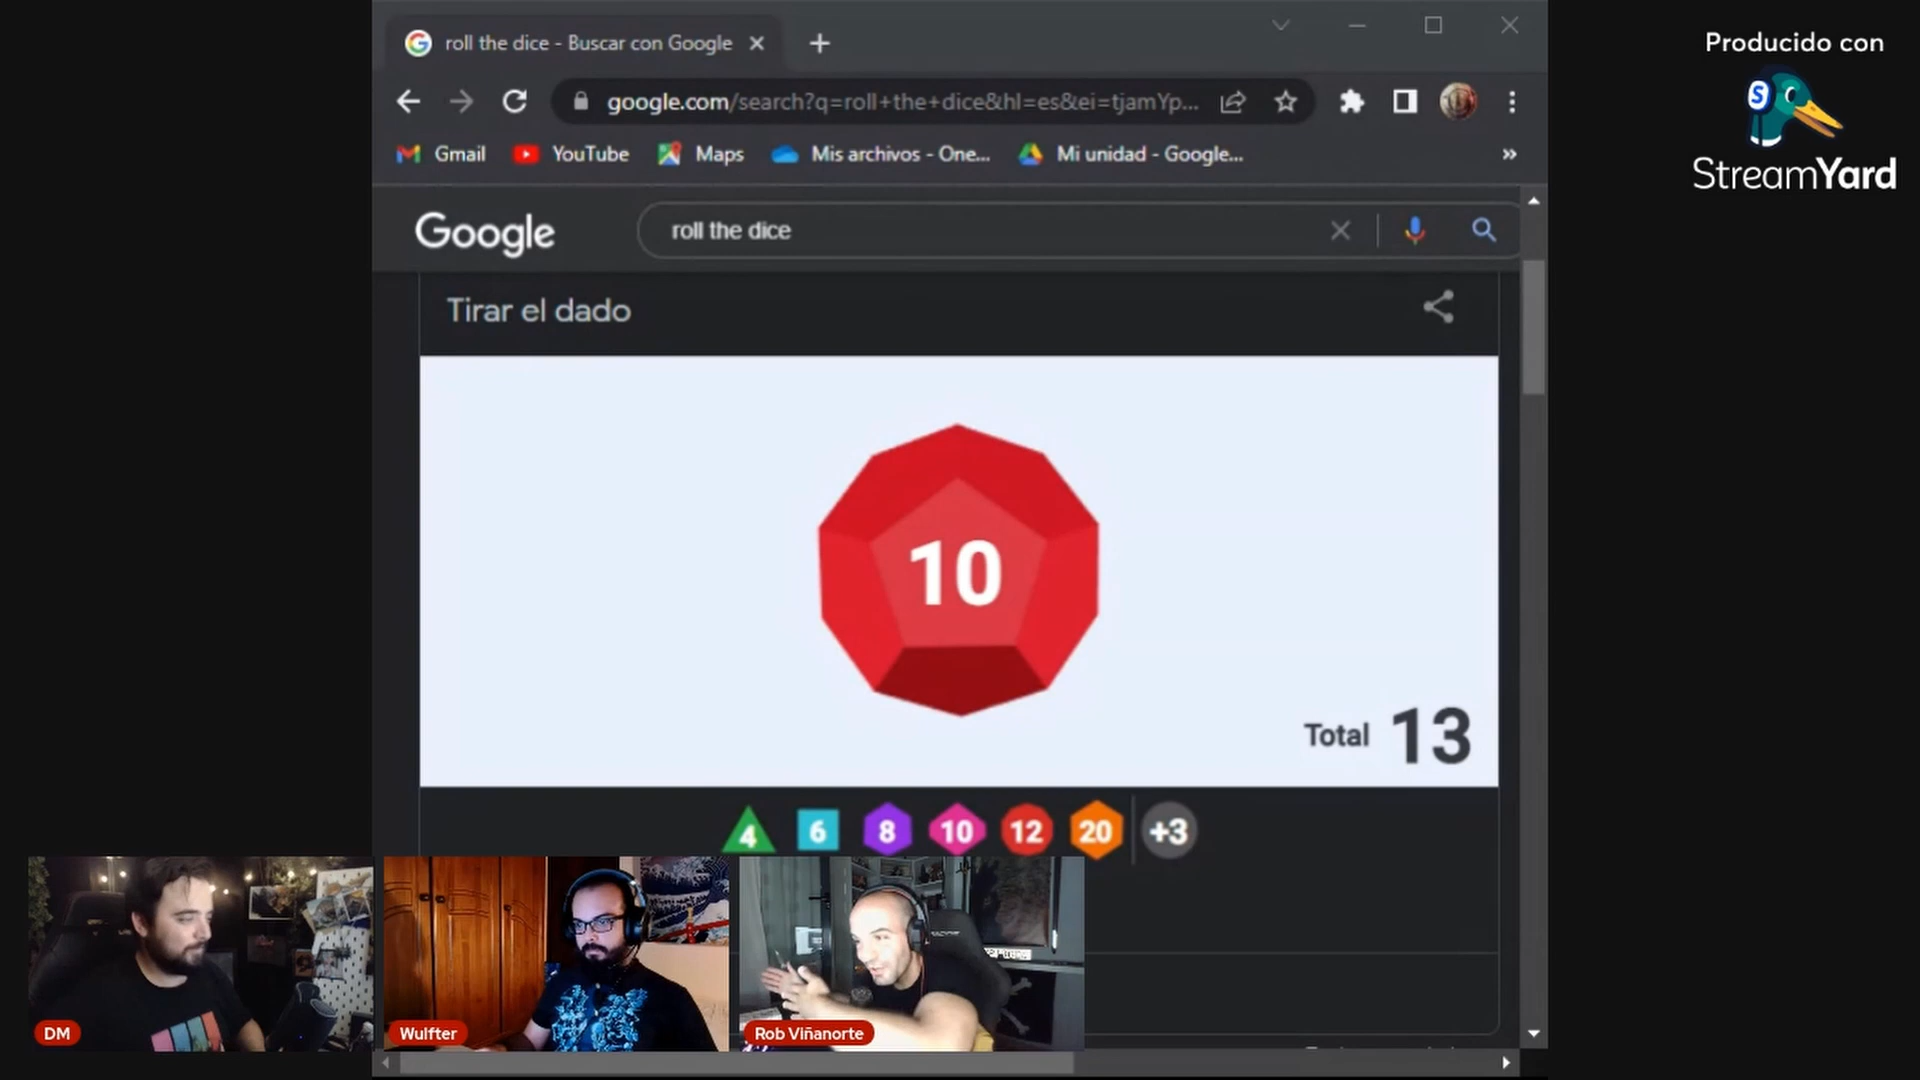 roll the dice - Buscar con Google
Producido con
StreamYard
google.com/search?q=roll+the+dice&hl=es&ei=tjamYp...
Gmail YouTube Maps Mis archivos - One... Mi unidad - Google...
Google
roll the dice
Tirar el dado
10
Total 13
4 6 8 10 12 20 +3
DM
Wulfter
Rob Viñanorte